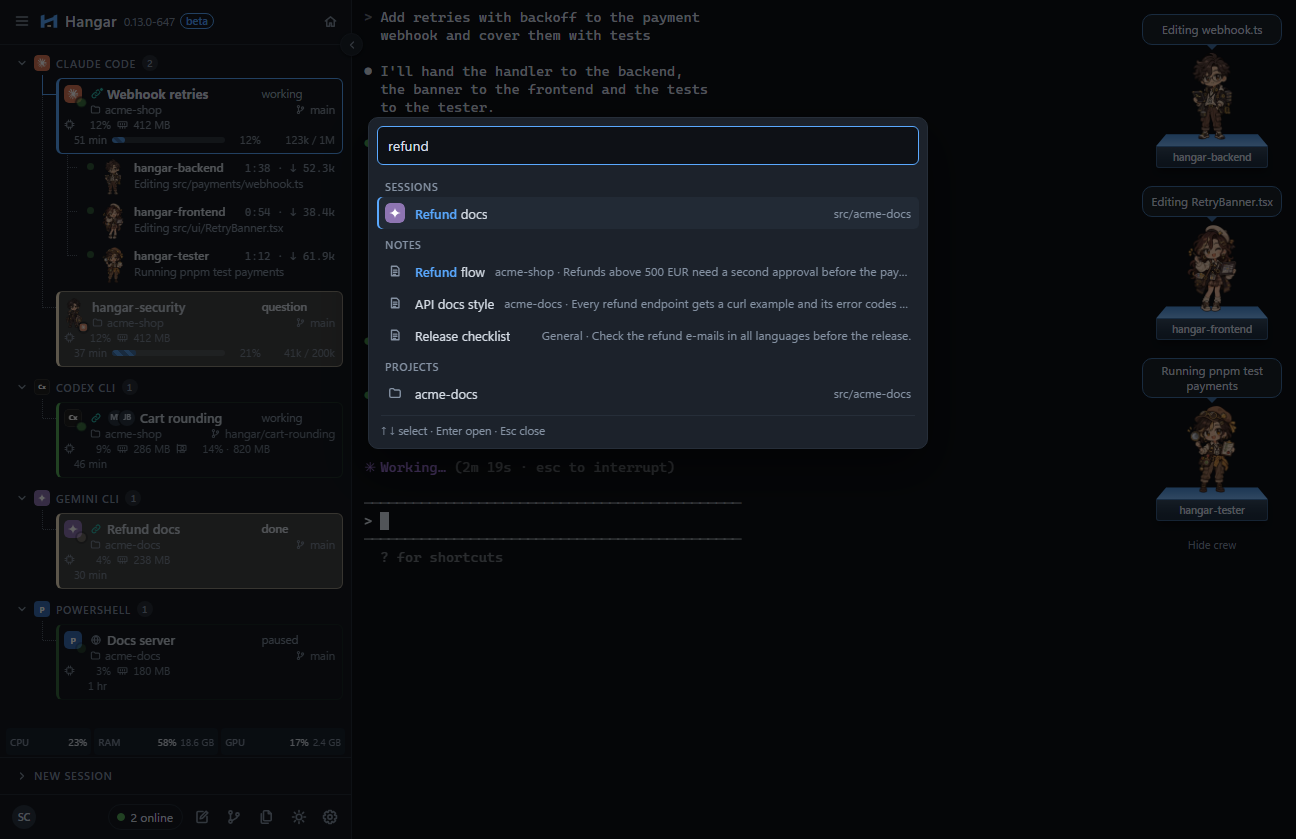 Hangar 0.13.0-647 beta
CLAUDE CODE 2
Webhook retries working
acme-shop main
12% 412 MB
51 min 12% 123k / 1M
hangar-backend 1:38 · ↓ 52.3k
Editing src/payments/webhook.ts
hangar-frontend 0:54 · ↓ 38.4k
Editing src/ui/RetryBanner.tsx
hangar-tester 1:12 · ↓ 61.9k
Running pnpm test payments
hangar-security question
acme-shop main
12% 412 MB
37 min 21% 41k / 200k
Cx CODEX CLI 1
Cx M JB Cart rounding working
acme-shop hangar/cart-rounding
9% 286 MB 14% · 820 MB
46 min
GEMINI CLI 1
Refund docs done
acme-docs main
4% 238 MB
30 min
P POWERSHELL 1
P Docs server paused
acme-docs main
3% 180 MB
1 hr
CPU 23% RAM 58% 18.6 GB GPU 17% 2.4 GB
NEW SESSION
SC 2 online
> Add retries with backoff to the payment
webhook and cover them with tests
● I'll hand the handler to the backend,
the banner to the frontend and the tests
to the tester.
refund
SESSIONS
Refund docs src/acme-docs
NOTES
Refund flow acme-shop · Refunds above 500 EUR need a second approval before the pay...
API docs style acme-docs · Every refund endpoint gets a curl example and its error codes ...
Release checklist General · Check the refund e-mails in all languages before the release.
PROJECTS
acme-docs src/acme-docs
↑↓ select · Enter open · Esc close
✳ Working… (2m 19s · esc to interrupt)
>
? for shortcuts
Editing webhook.ts
hangar-backend
Editing RetryBanner.tsx
hangar-frontend
Running pnpm test
payments
hangar-tester
Hide crew